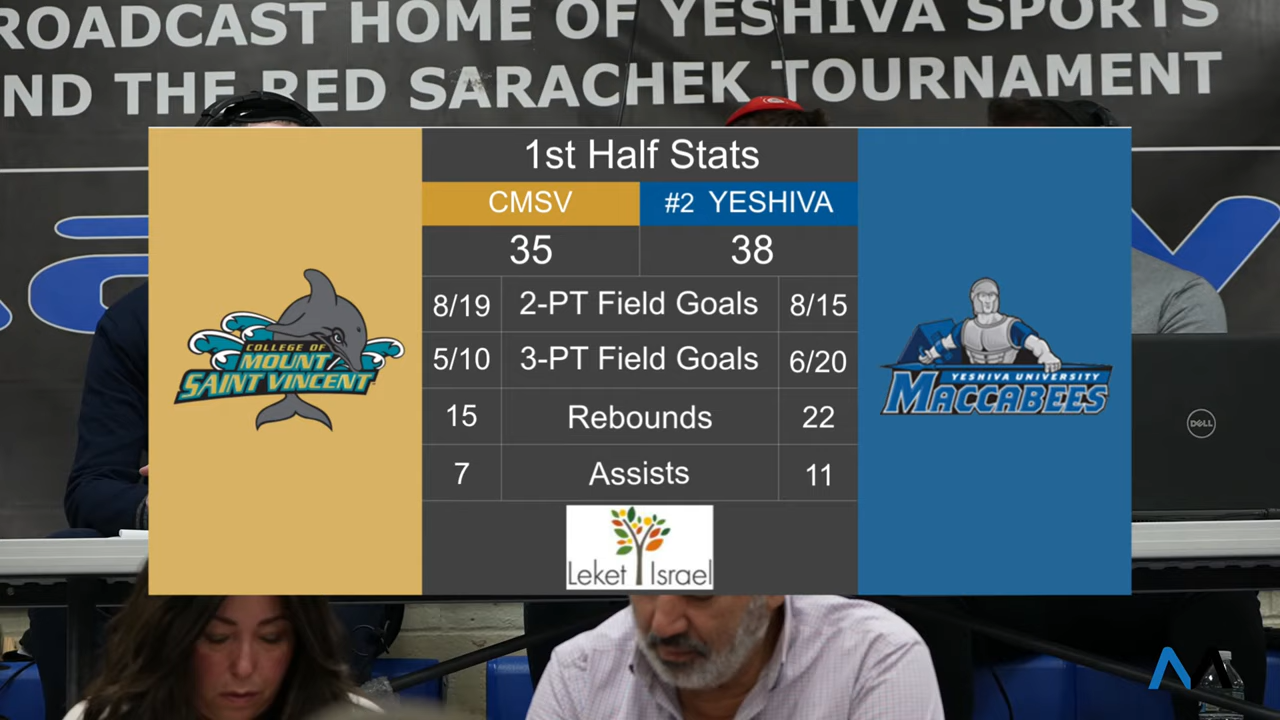 ROADCAST HOME OF YESHIVA SPORTS
ND THE RED SARACHEK TOURNAMENT
1st Half Stats
CMSV #2 YESHIVA
35 38
8/19 2-PT Field Goals 8/15
5/10 3-PT Field Goals 6/20
15 Rebounds 22
7 Assists 11
COLLEGE OF
MOUNT
SAINT VINCENT
YESHIVA UNIVERSITY
MACCABEES
Leket Israel
DELL